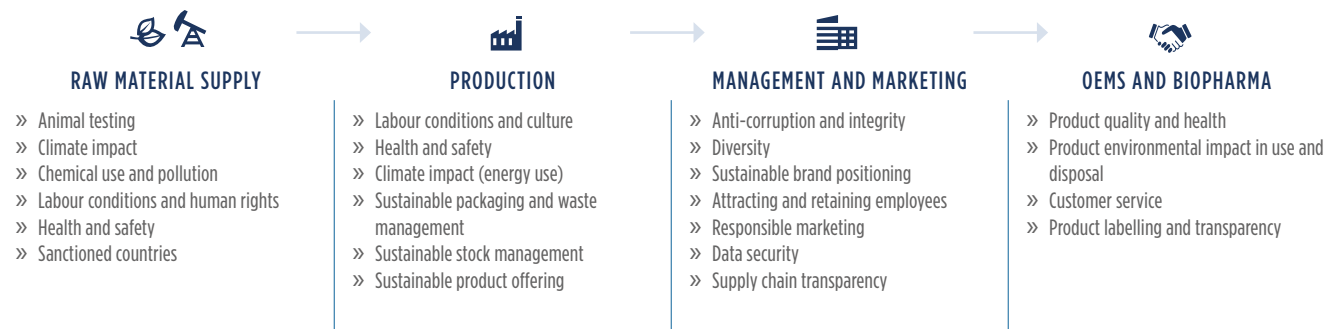 RAW MATERIAL SUPPLY
» Animal testing
» Climate impact
» Chemical use and pollution
» Labour conditions and human rights
» Health and safety
» Sanctioned countries
PRODUCTION
» Labour conditions and culture
» Health and safety
» Climate impact (energy use)
» Sustainable packaging and waste
management
» Sustainable stock management
» Sustainable product offering
MANAGEMENT AND MARKETING
» Anti-corruption and integrity
» Diversity
» Sustainable brand positioning
» Attracting and retaining employees
» Responsible marketing
» Data security
» Supply chain transparency
OEMS AND BIOPHARMA
» Product quality and health
» Product environmental impact in use and
disposal
» Customer service
» Product labelling and transparency